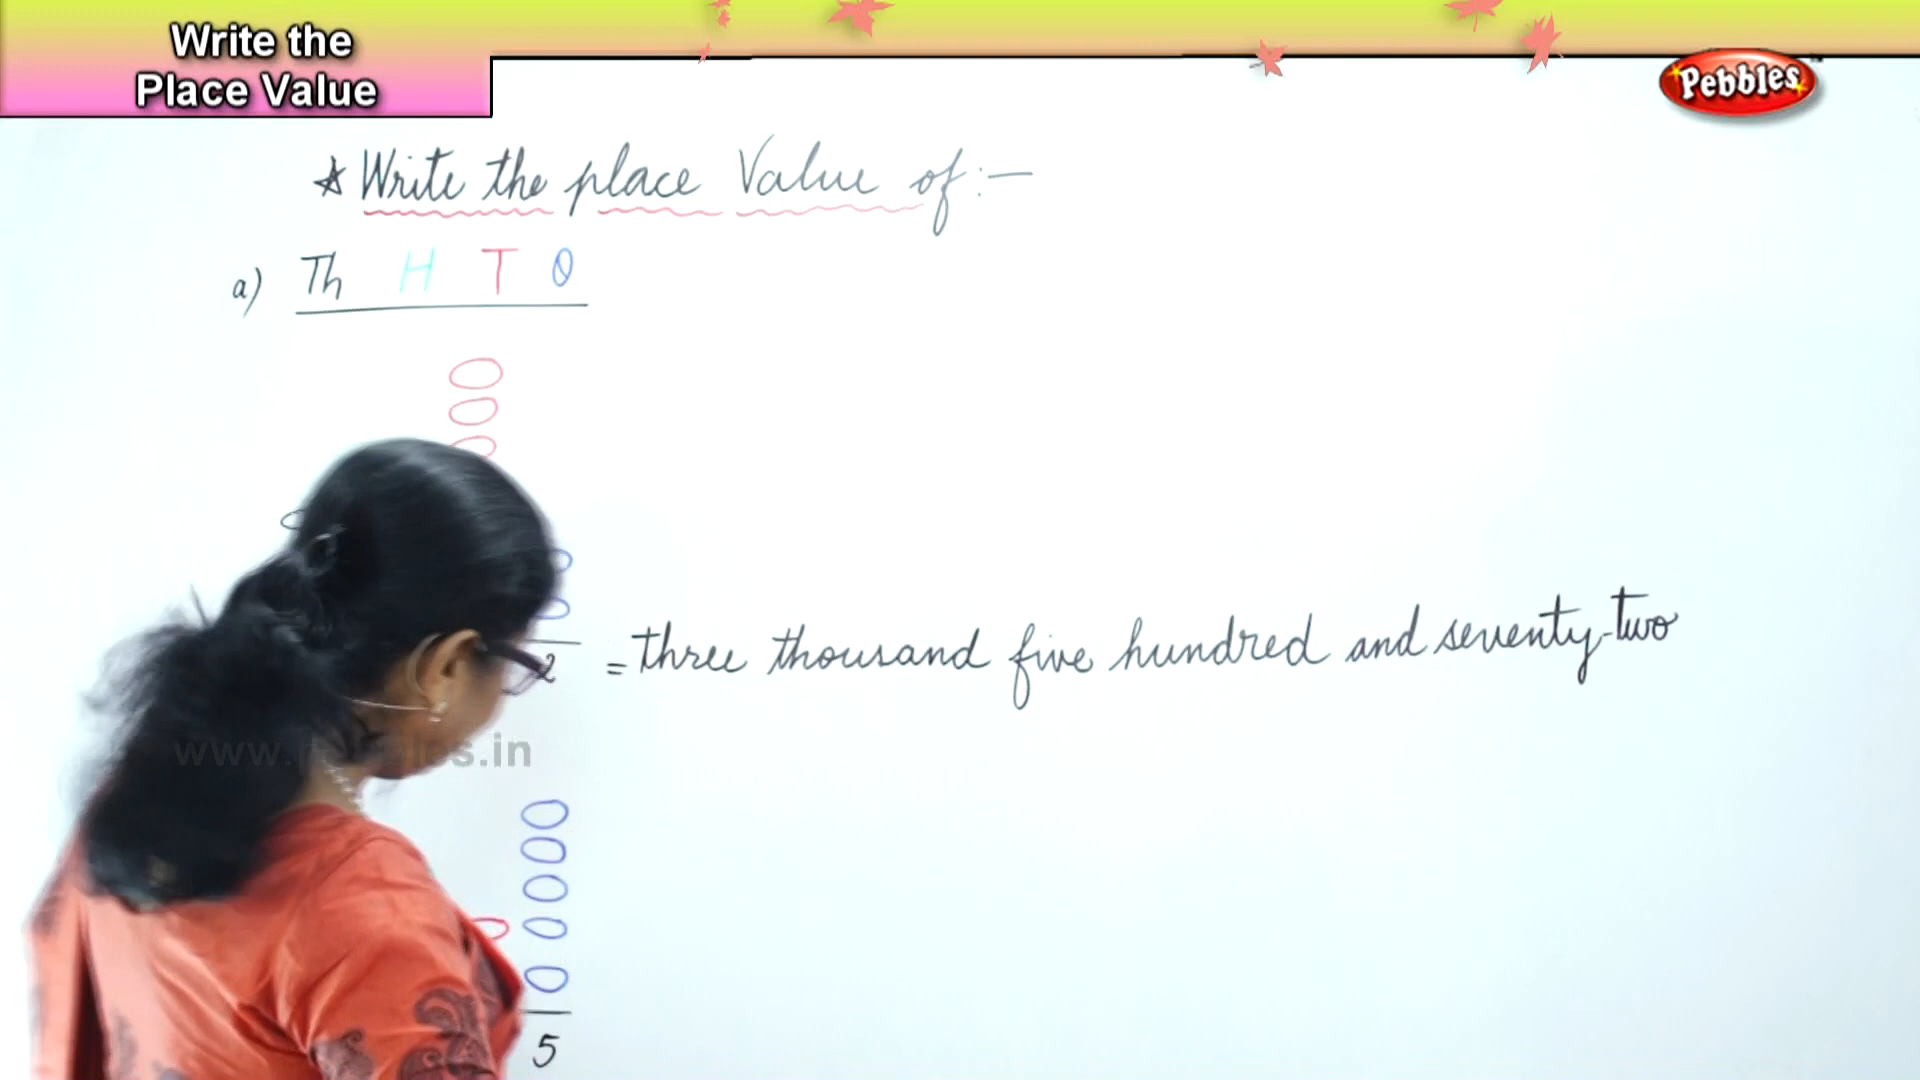 Write the
Place Value
Pebbles
* Write the place Value of:-
a) Th H T O
2 = three thousand five hundred and seventy-two
5